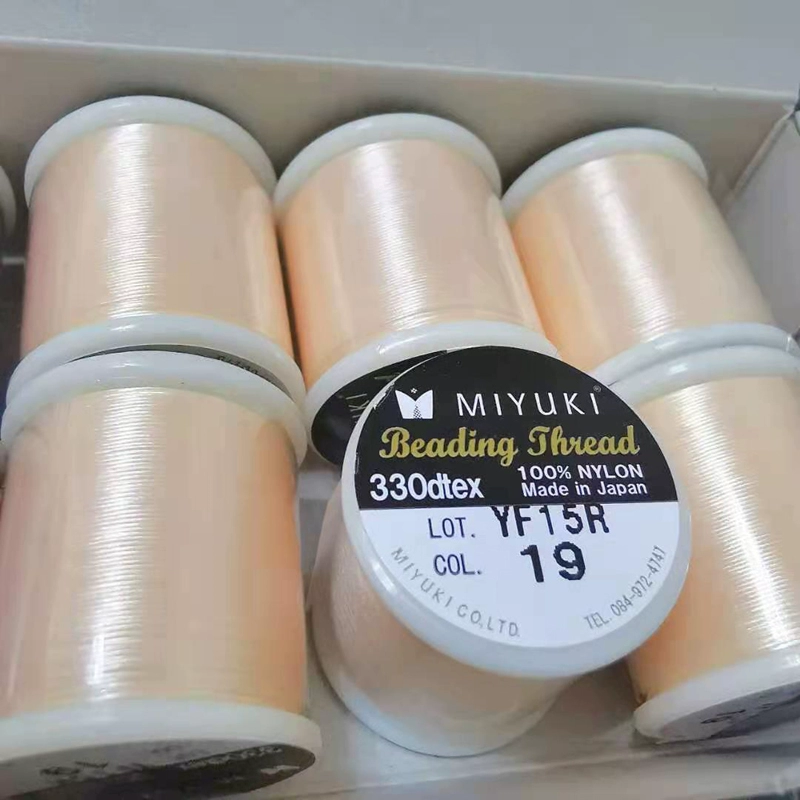 MIYUKI®
Beading Thread
330dtex
100% NYLON
Made in Japan
LOT. YF15R
COL. 19
MIYUKI CO,LTD.
TEL. 084-972-4747